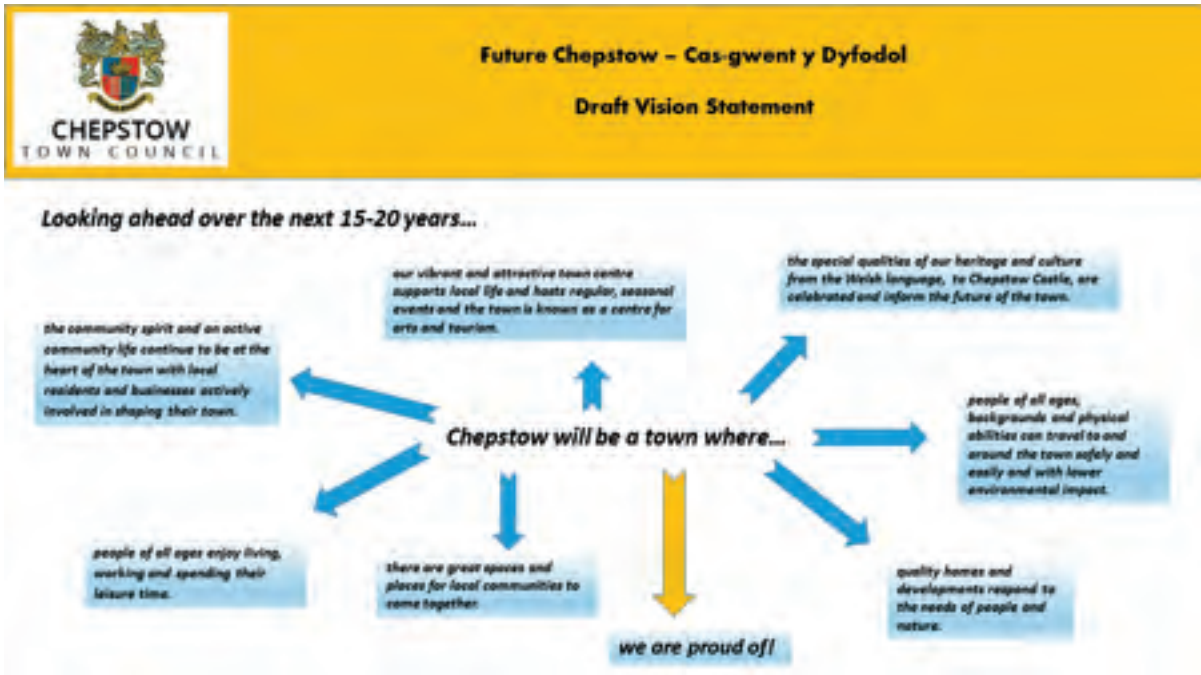 CHEPSTOW
TOWN COUNCIL
Future Chepstow – Cas-gwent y Dyfodol
Draft Vision Statement
Looking ahead over the next 15-20 years...
our vibrant and attractive town centre
supports local life and hosts regular, seasonal
events and the town is known as a centre for
arts and tourism.
the special qualities of our heritage and culture
from the Welsh language, to Chepstow Castle, are
celebrated and inform the future of the town.
the community spirit and an active
community life continue to be at the
heart of the town with local
residents and businesses actively
involved in shaping their town.
Chepstow will be a town where...
people of all ages,
backgrounds and physical
abilities can travel to and
around the town safely and
easily and with lower
environmental impact.
people of all ages enjoy living,
working and spending their
leisure time.
there are great spaces and
places for local communities to
come together.
quality homes and
developments respond to
the needs of people and
nature.
we are proud of!